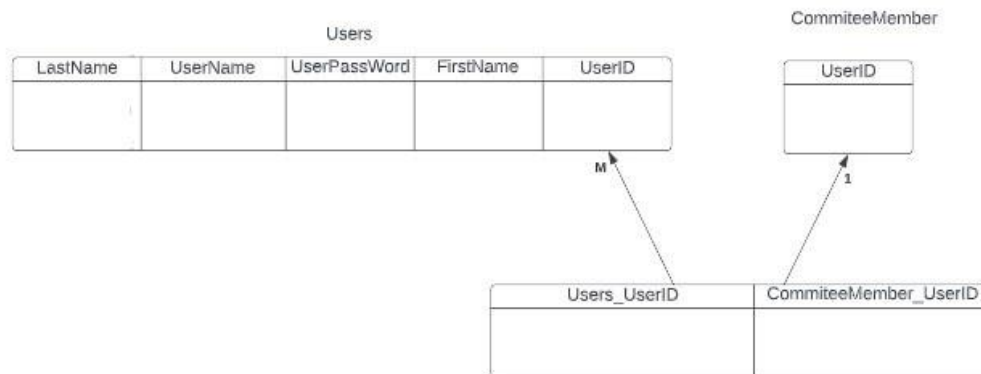 CommiteeMember
Users
LastName UserName UserPassWord FirstName UserID
UserID
M
1
Users_UserID CommiteeMember_UserID